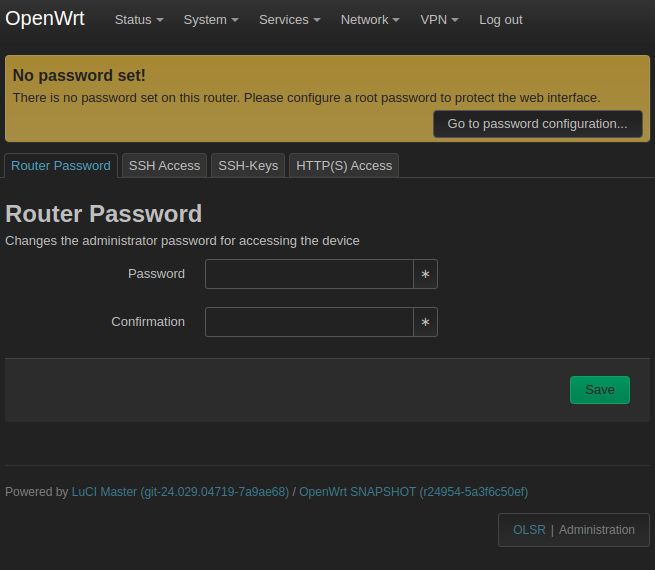 OpenWrt Status System Services Network VPN Log out
No password set!
There is no password set on this router. Please configure a root password to protect the web interface.
Go to password configuration...
Router Password SSH Access SSH-Keys HTTP(S) Access
Router Password
Changes the administrator password for accessing the device
Password ∗
Confirmation ∗
Save
Powered by LuCI Master (git-24.029.04719-7a9ae68) / OpenWrt SNAPSHOT (r24954-5a3f6c50ef)
OLSR | Administration